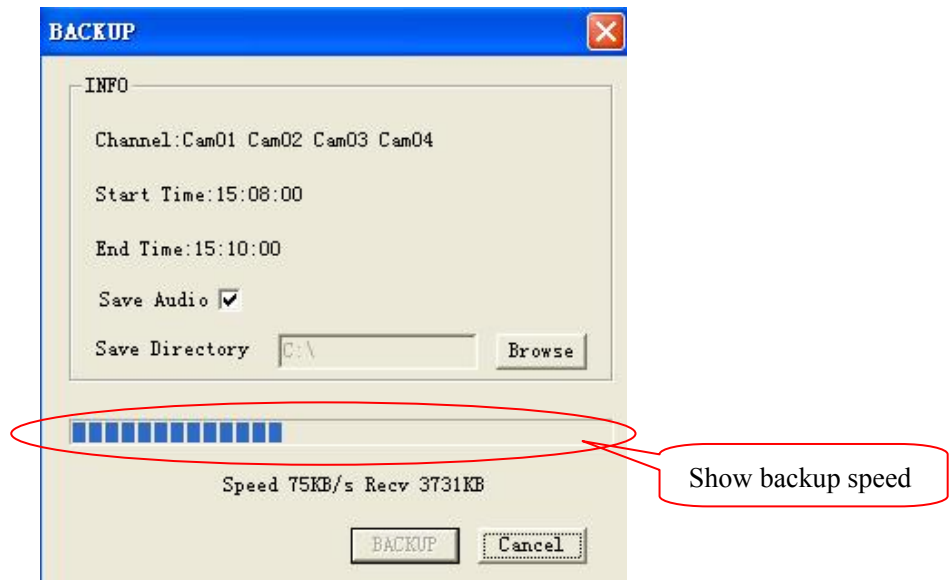 BACKUP
INFO
Channel:Cam01 Cam02 Cam03 Cam04
Start Time:15:08:00
End Time:15:10:00
Save Audio
Save Directory C:\ Browse
Show backup speed
Speed 75KB/s Recv 3731KB
BACKUP Cancel